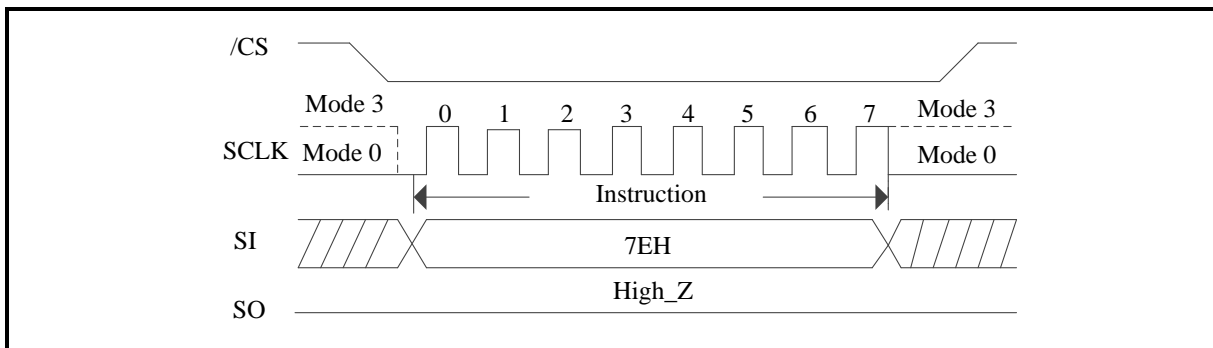 /CS
Mode 3
0 1 2 3 4 5 6 7
Mode 3
SCLK
Mode 0
Mode 0
Instruction
SI
7EH
High_Z
SO